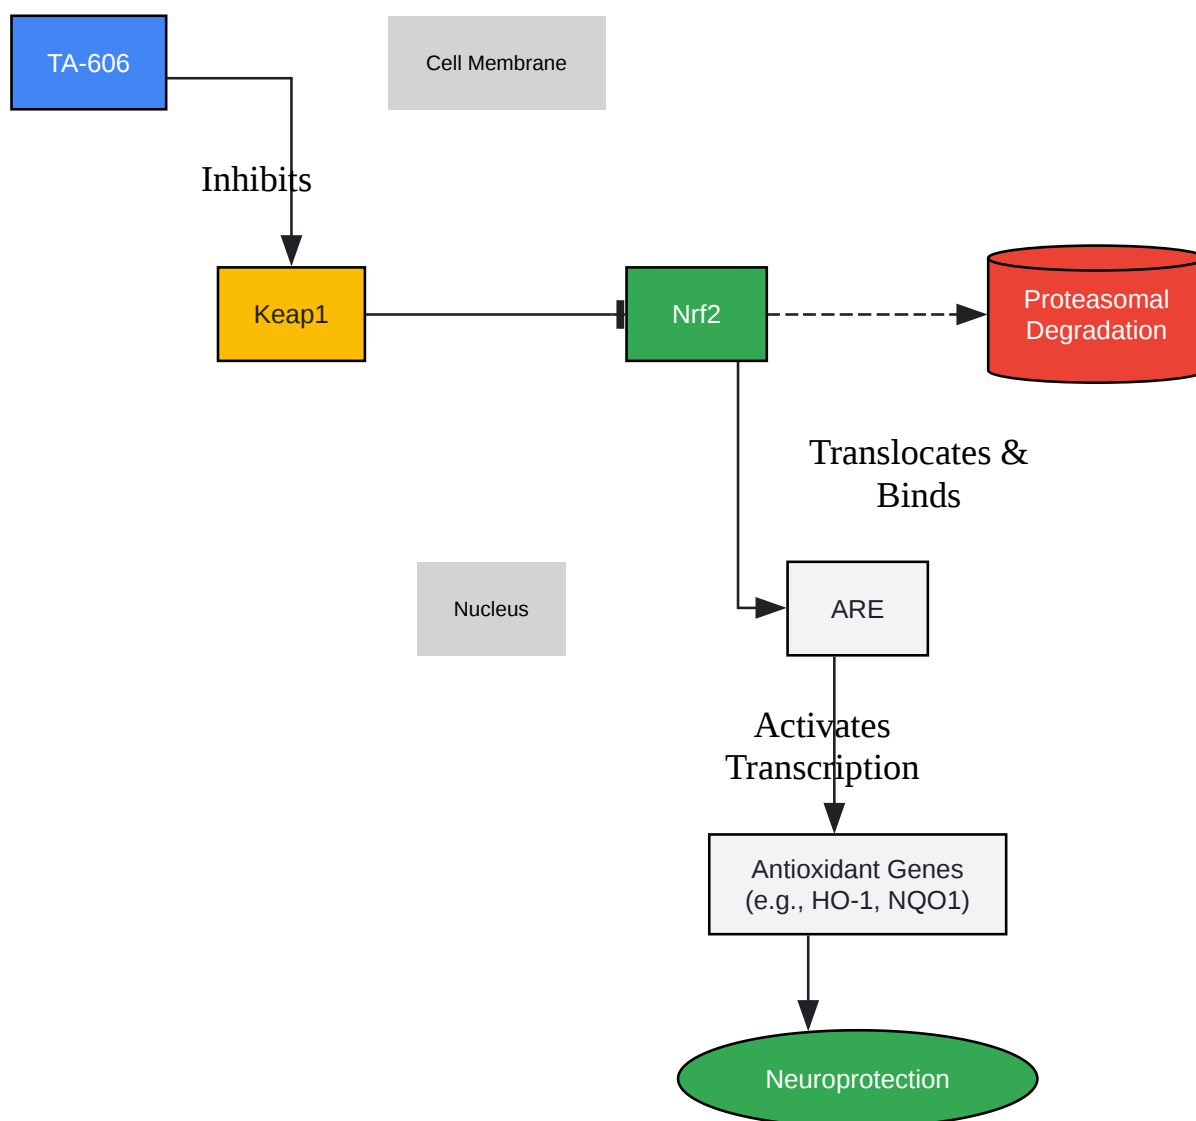 TA-606
Cell Membrane
Inhibits
Keap1
Nrf2
Proteasomal
Degradation
Translocates &
Binds
Nucleus
ARE
Activates
Transcription
Antioxidant Genes
(e.g., HO-1, NQO1)
Neuroprotection